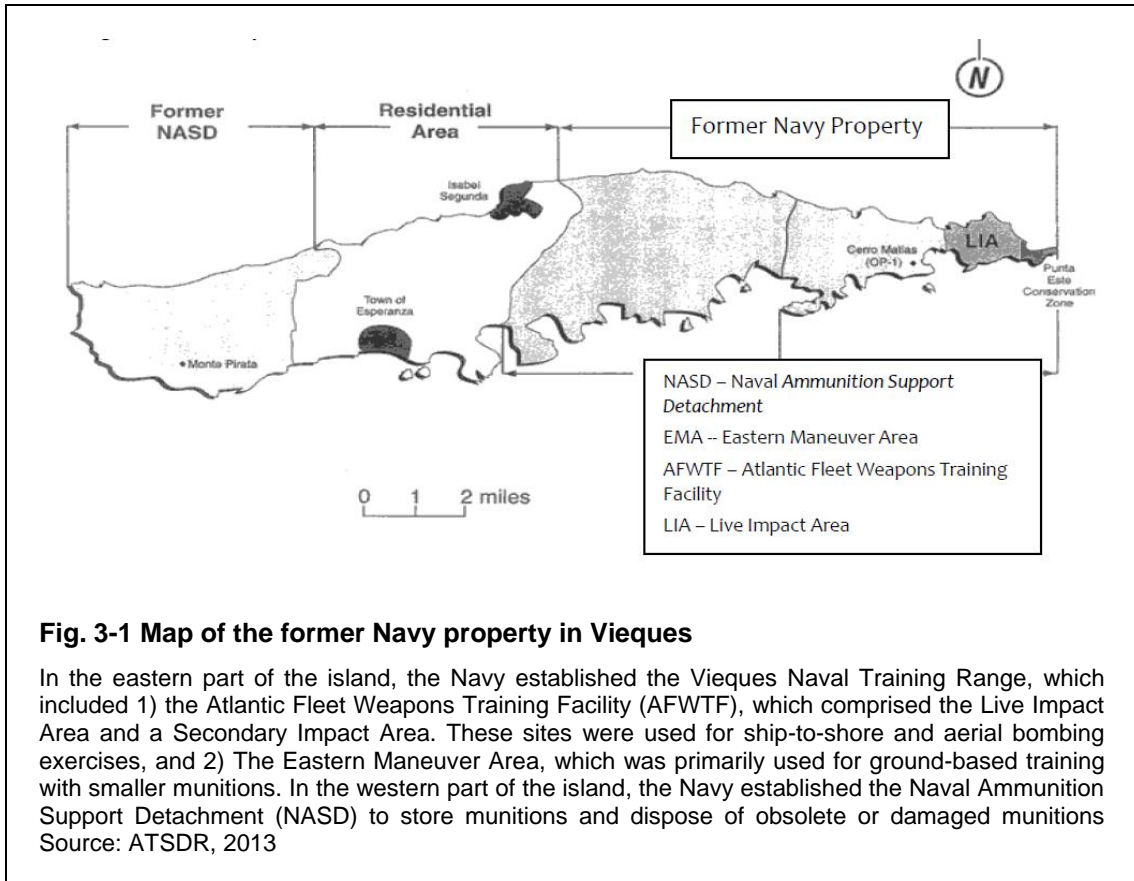 N
Former
NASD
Residential
Area
Former Navy Property
Isabel
Segunda
LIA
Cerro Matias
(OP-1)
Punta
Este
Conservation
Zone
Town of
Esperanza
Monte Pirata
NASD – Naval Ammunition Support
Detachment
EMA -- Eastern Maneuver Area
AFWTF – Atlantic Fleet Weapons Training
Facility
LIA – Live Impact Area
0 1 2 miles
Fig. 3-1 Map of the former Navy property in Vieques
In the eastern part of the island, the Navy established the Vieques Naval Training Range, which
included 1) the Atlantic Fleet Weapons Training Facility (AFWTF), which comprised the Live Impact
Area and a Secondary Impact Area. These sites were used for ship-to-shore and aerial bombing
exercises, and 2) The Eastern Maneuver Area, which was primarily used for ground-based training
with smaller munitions. In the western part of the island, the Navy established the Naval Ammunition
Support Detachment (NASD) to store munitions and dispose of obsolete or damaged munitions
Source: ATSDR, 2013